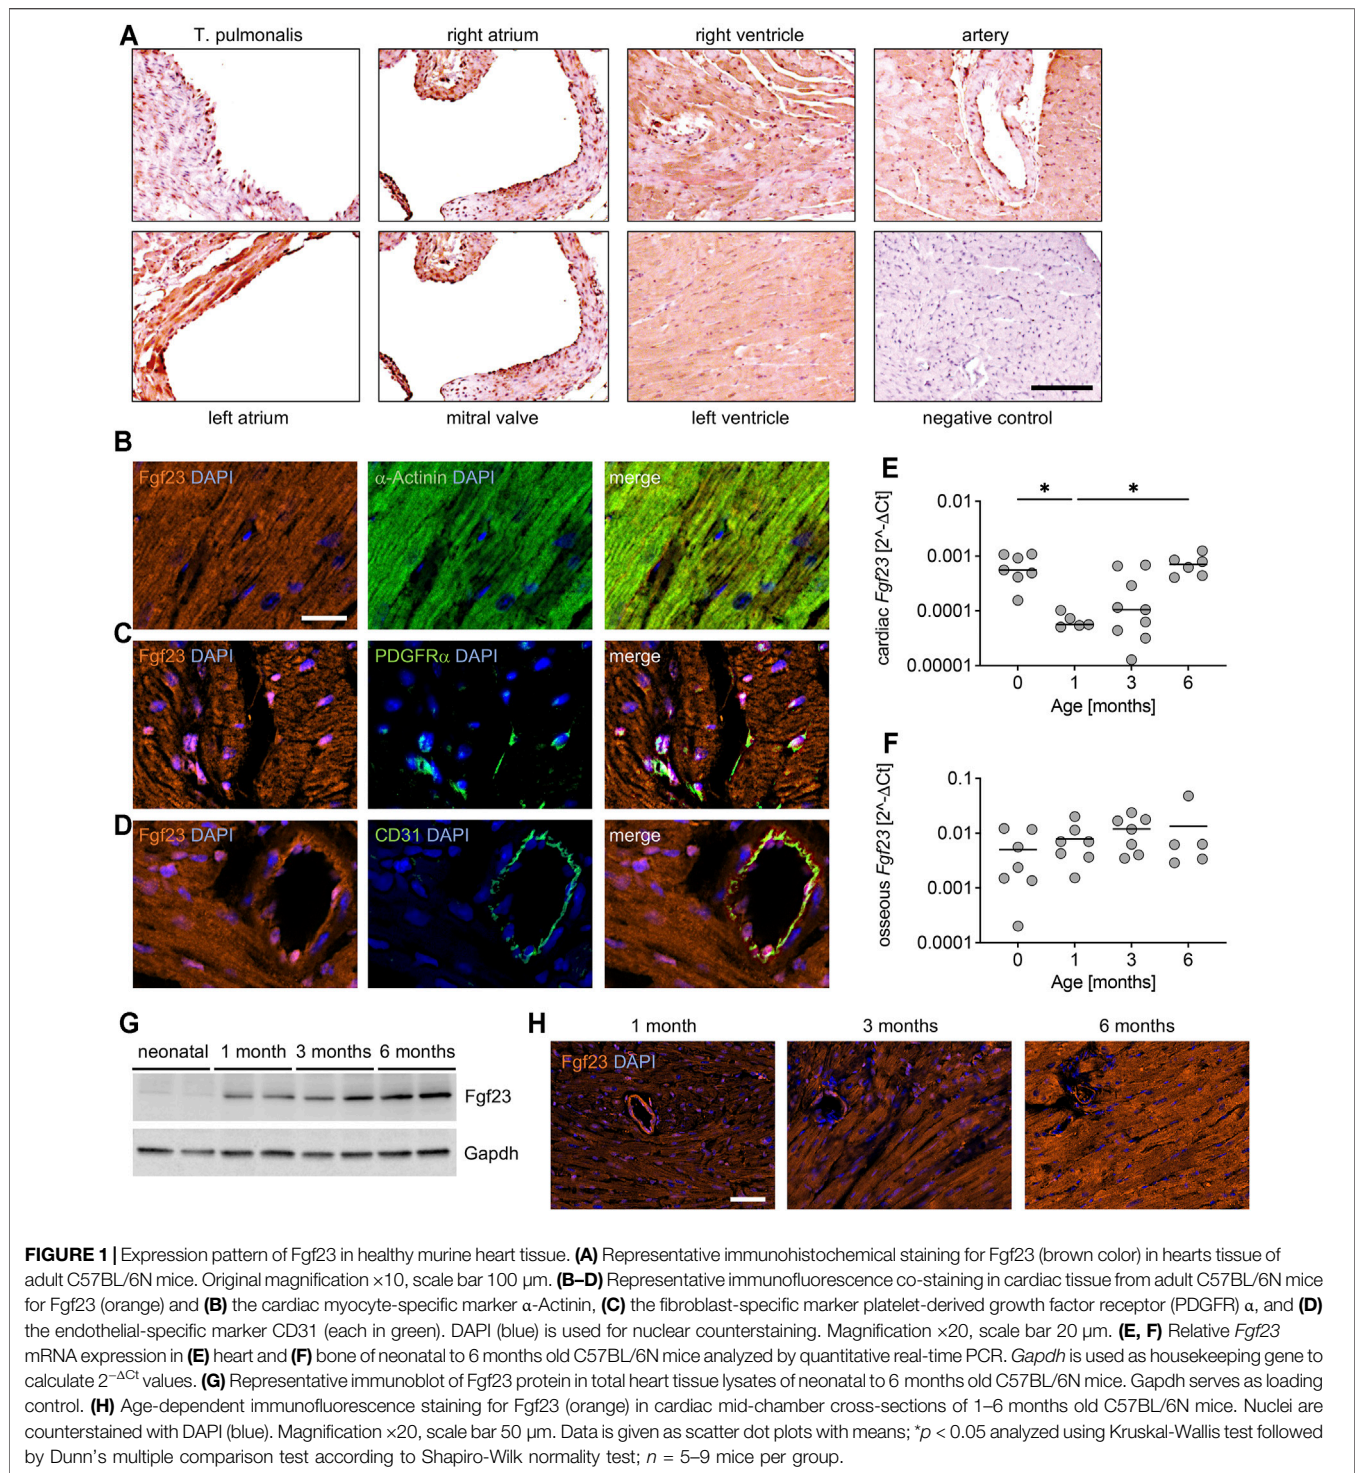 A
T. pulmonalis
right atrium
right ventricle
artery
left atrium
mitral valve
left ventricle
negative control
B
Fgf23 DAPI
α-Actinin DAPI
merge
C
Fgf23 DAPI
PDGFRα DAPI
merge
D
Fgf23 DAPI
CD31 DAPI
merge
E
cardiac Fgf23 [2^-ΔCt]
0.01
0.001
0.0001
0.00001
*
*
0
1
3
6
Age [months]
F
osseous Fgf23 [2^-ΔCt]
0.1
0.01
0.001
0.0001
0
1
3
6
Age [months]
G
neonatal 1 month 3 months 6 months
Fgf23
Gapdh
H
1 month
3 months
6 months
Fgf23 DAPI
FIGURE 1 | Expression pattern of Fgf23 in healthy murine heart tissue. (A) Representative immunohistochemical staining for Fgf23 (brown color) in hearts tissue of
adult C57BL/6N mice. Original magnification ×10, scale bar 100 μm. (B–D) Representative immunofluorescence co-staining in cardiac tissue from adult C57BL/6N mice
for Fgf23 (orange) and (B) the cardiac myocyte-specific marker α-Actinin, (C) the fibroblast-specific marker platelet-derived growth factor receptor (PDGFR) α, and (D)
the endothelial-specific marker CD31 (each in green). DAPI (blue) is used for nuclear counterstaining. Magnification ×20, scale bar 20 μm. (E, F) Relative Fgf23
mRNA expression in (E) heart and (F) bone of neonatal to 6 months old C57BL/6N mice analyzed by quantitative real-time PCR. Gapdh is used as housekeeping gene to
calculate 2−ΔCt values. (G) Representative immunoblot of Fgf23 protein in total heart tissue lysates of neonatal to 6 months old C57BL/6N mice. Gapdh serves as loading
control. (H) Age-dependent immunofluorescence staining for Fgf23 (orange) in cardiac mid-chamber cross-sections of 1–6 months old C57BL/6N mice. Nuclei are
counterstained with DAPI (blue). Magnification ×20, scale bar 50 μm. Data is given as scatter dot plots with means; *p < 0.05 analyzed using Kruskal-Wallis test followed
by Dunn's multiple comparison test according to Shapiro-Wilk normality test; n = 5–9 mice per group.